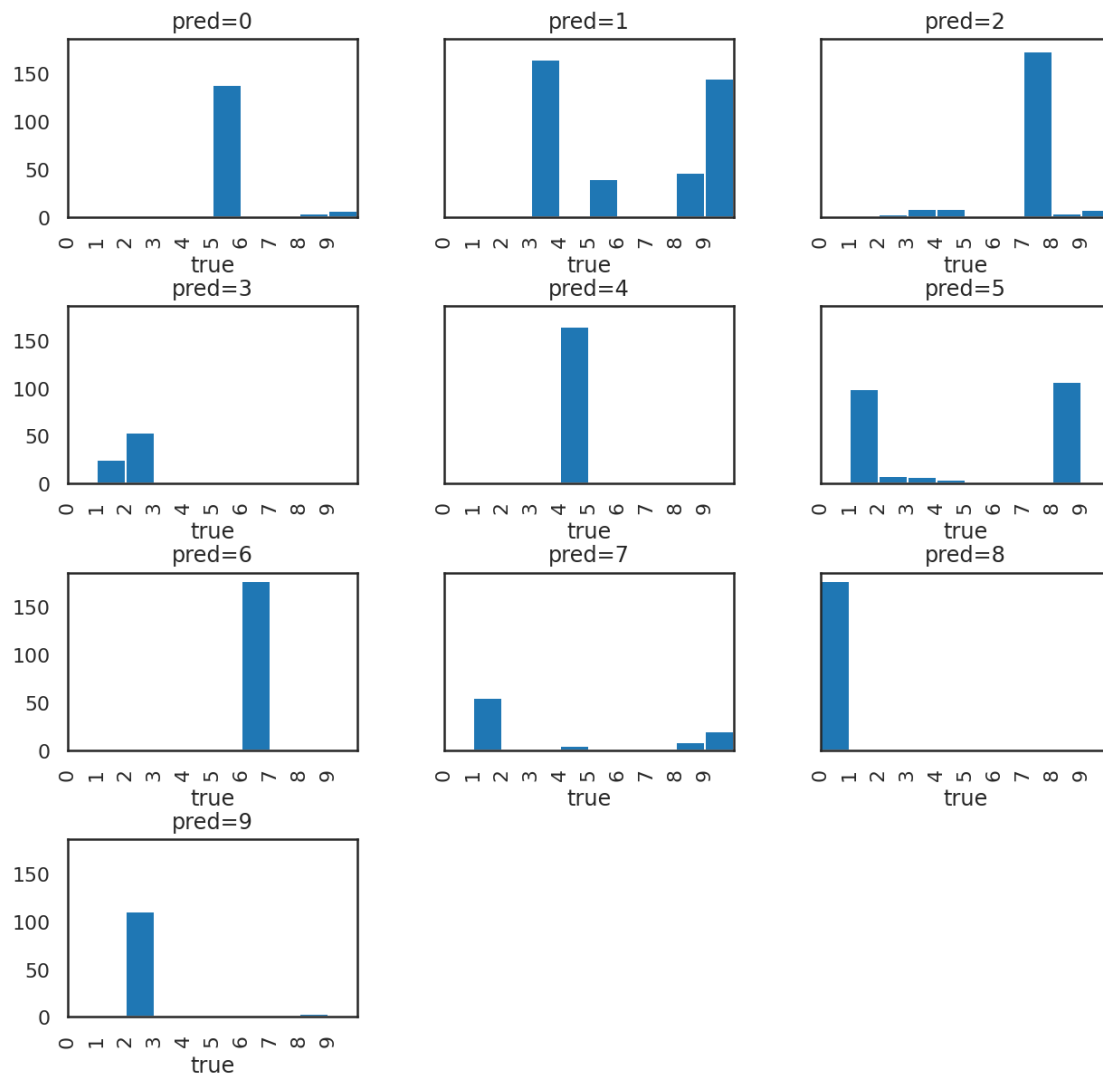 pred=0 pred=1 pred=2
150
100
50
0
0 1 2 3 4 5 6 7 8 9 0 1 2 3 4 5 6 7 8 9 0 1 2 3 4 5 6 7 8 9
true true true
pred=3 pred=4 pred=5
150
100
50
0
0 1 2 3 4 5 6 7 8 9 0 1 2 3 4 5 6 7 8 9 0 1 2 3 4 5 6 7 8 9
true true true
pred=6 pred=7 pred=8
150
100
50
0
0 1 2 3 4 5 6 7 8 9 0 1 2 3 4 5 6 7 8 9 0 1 2 3 4 5 6 7 8 9
true true true
pred=9
150
100
50
0
0 1 2 3 4 5 6 7 8 9
true